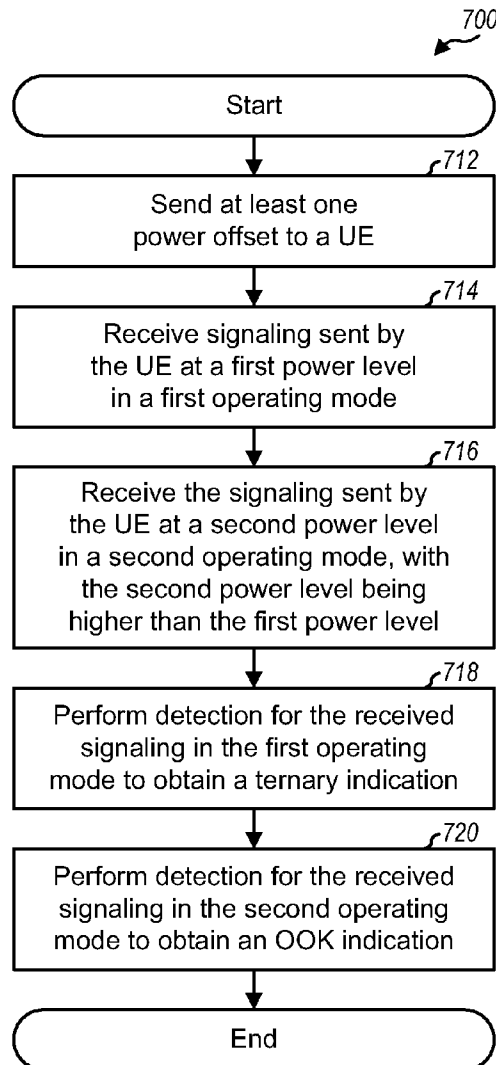 700
Start
712
Send at least one
power offset to a UE
714
Receive signaling sent by
the UE at a first power level
in a first operating mode
716
Receive the signaling sent by
the UE at a second power level
in a second operating mode, with
the second power level being
higher than the first power level
718
Perform detection for the received
signaling in the first operating
mode to obtain a ternary indication
720
Perform detection for the received
signaling in the second operating
mode to obtain an OOK indication
End